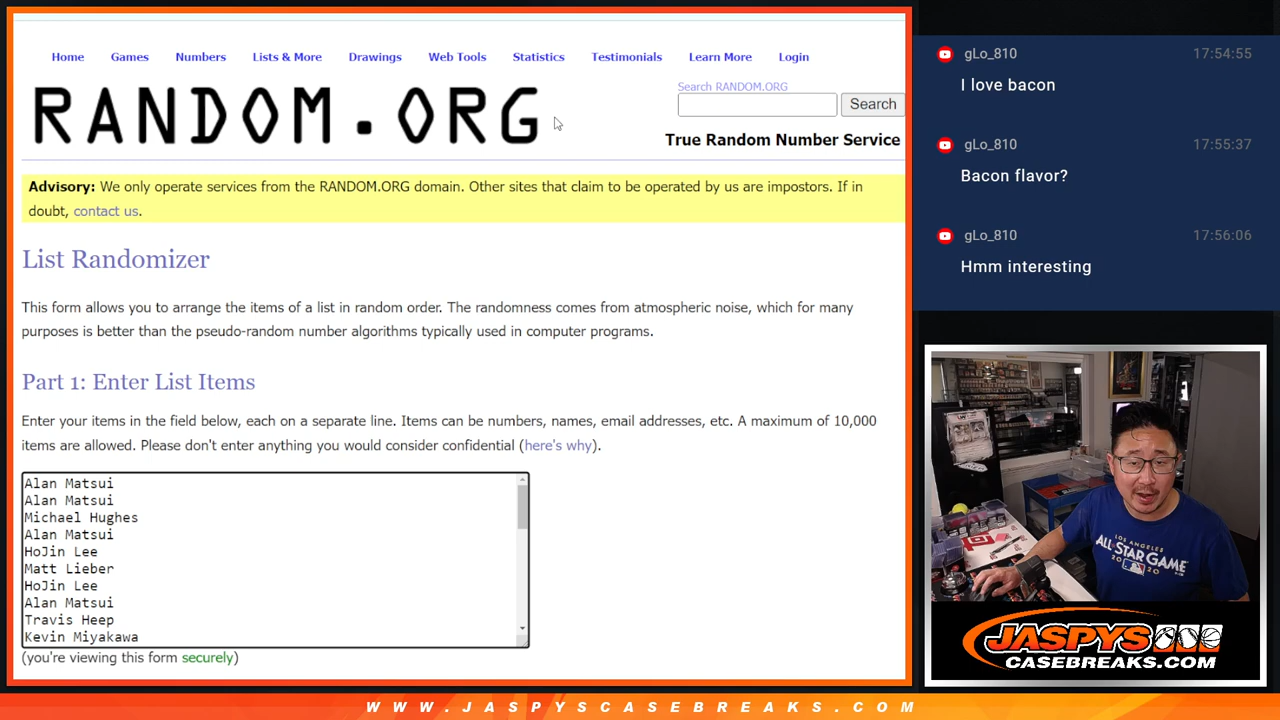 Home Games Numbers Lists & More Drawings Web Tools Statistics Testimonials Learn More Login
RANDOM.ORG
Search RANDOM.ORG
Search
True Random Number Service
Advisory: We only operate services from the RANDOM.ORG domain. Other sites that claim to be operated by us are impostors. If in
doubt, contact us.
List Randomizer
This form allows you to arrange the items of a list in random order. The randomness comes from atmospheric noise, which for many
purposes is better than the pseudo-random number algorithms typically used in computer programs.
Part 1: Enter List Items
Enter your items in the field below, each on a separate line. Items can be numbers, names, email addresses, etc. A maximum of 10,000
items are allowed. Please don't enter anything you would consider confidential (here's why).
Alan Matsui
Alan Matsui
Michael Hughes
Alan Matsui
HoJin Lee
Matt Lieber
HoJin Lee
Alan Matsui
Travis Heep
Kevin Miyakawa
(you're viewing this form securely)
gLo_810 17:54:55
I love bacon
gLo_810 17:55:37
Bacon flavor?
gLo_810 17:56:06
Hmm interesting
LOS ANGELES
ALL STAR GAME
2020
JASPYS
CASEBREAKS.COM
WWW.JASPYSCASEBREAKS.COM